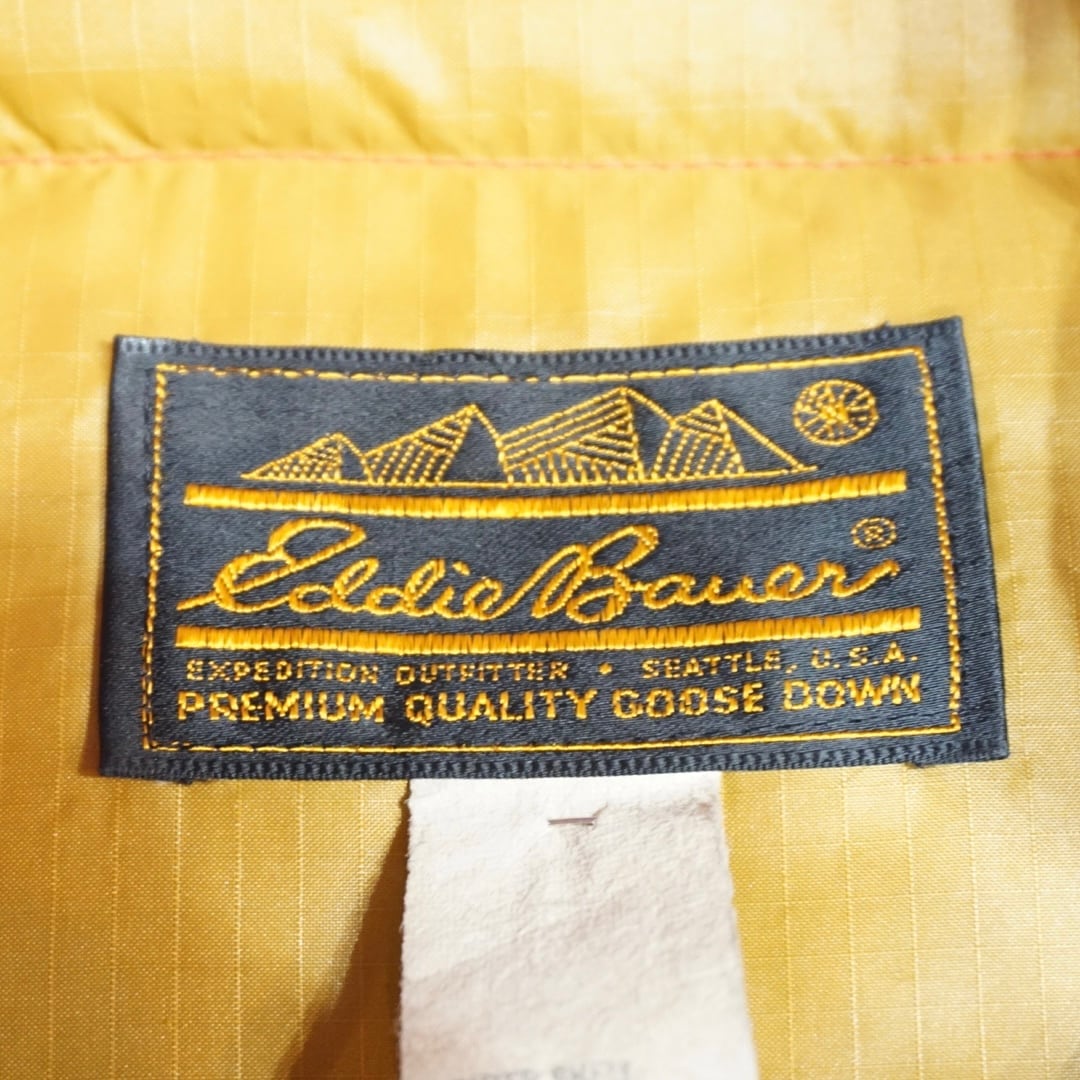 Eddie Bauer ®
EXPEDITION OUTFITTER • SEATTLE, U.S.A.
PREMIUM QUALITY GOOSE DOWN